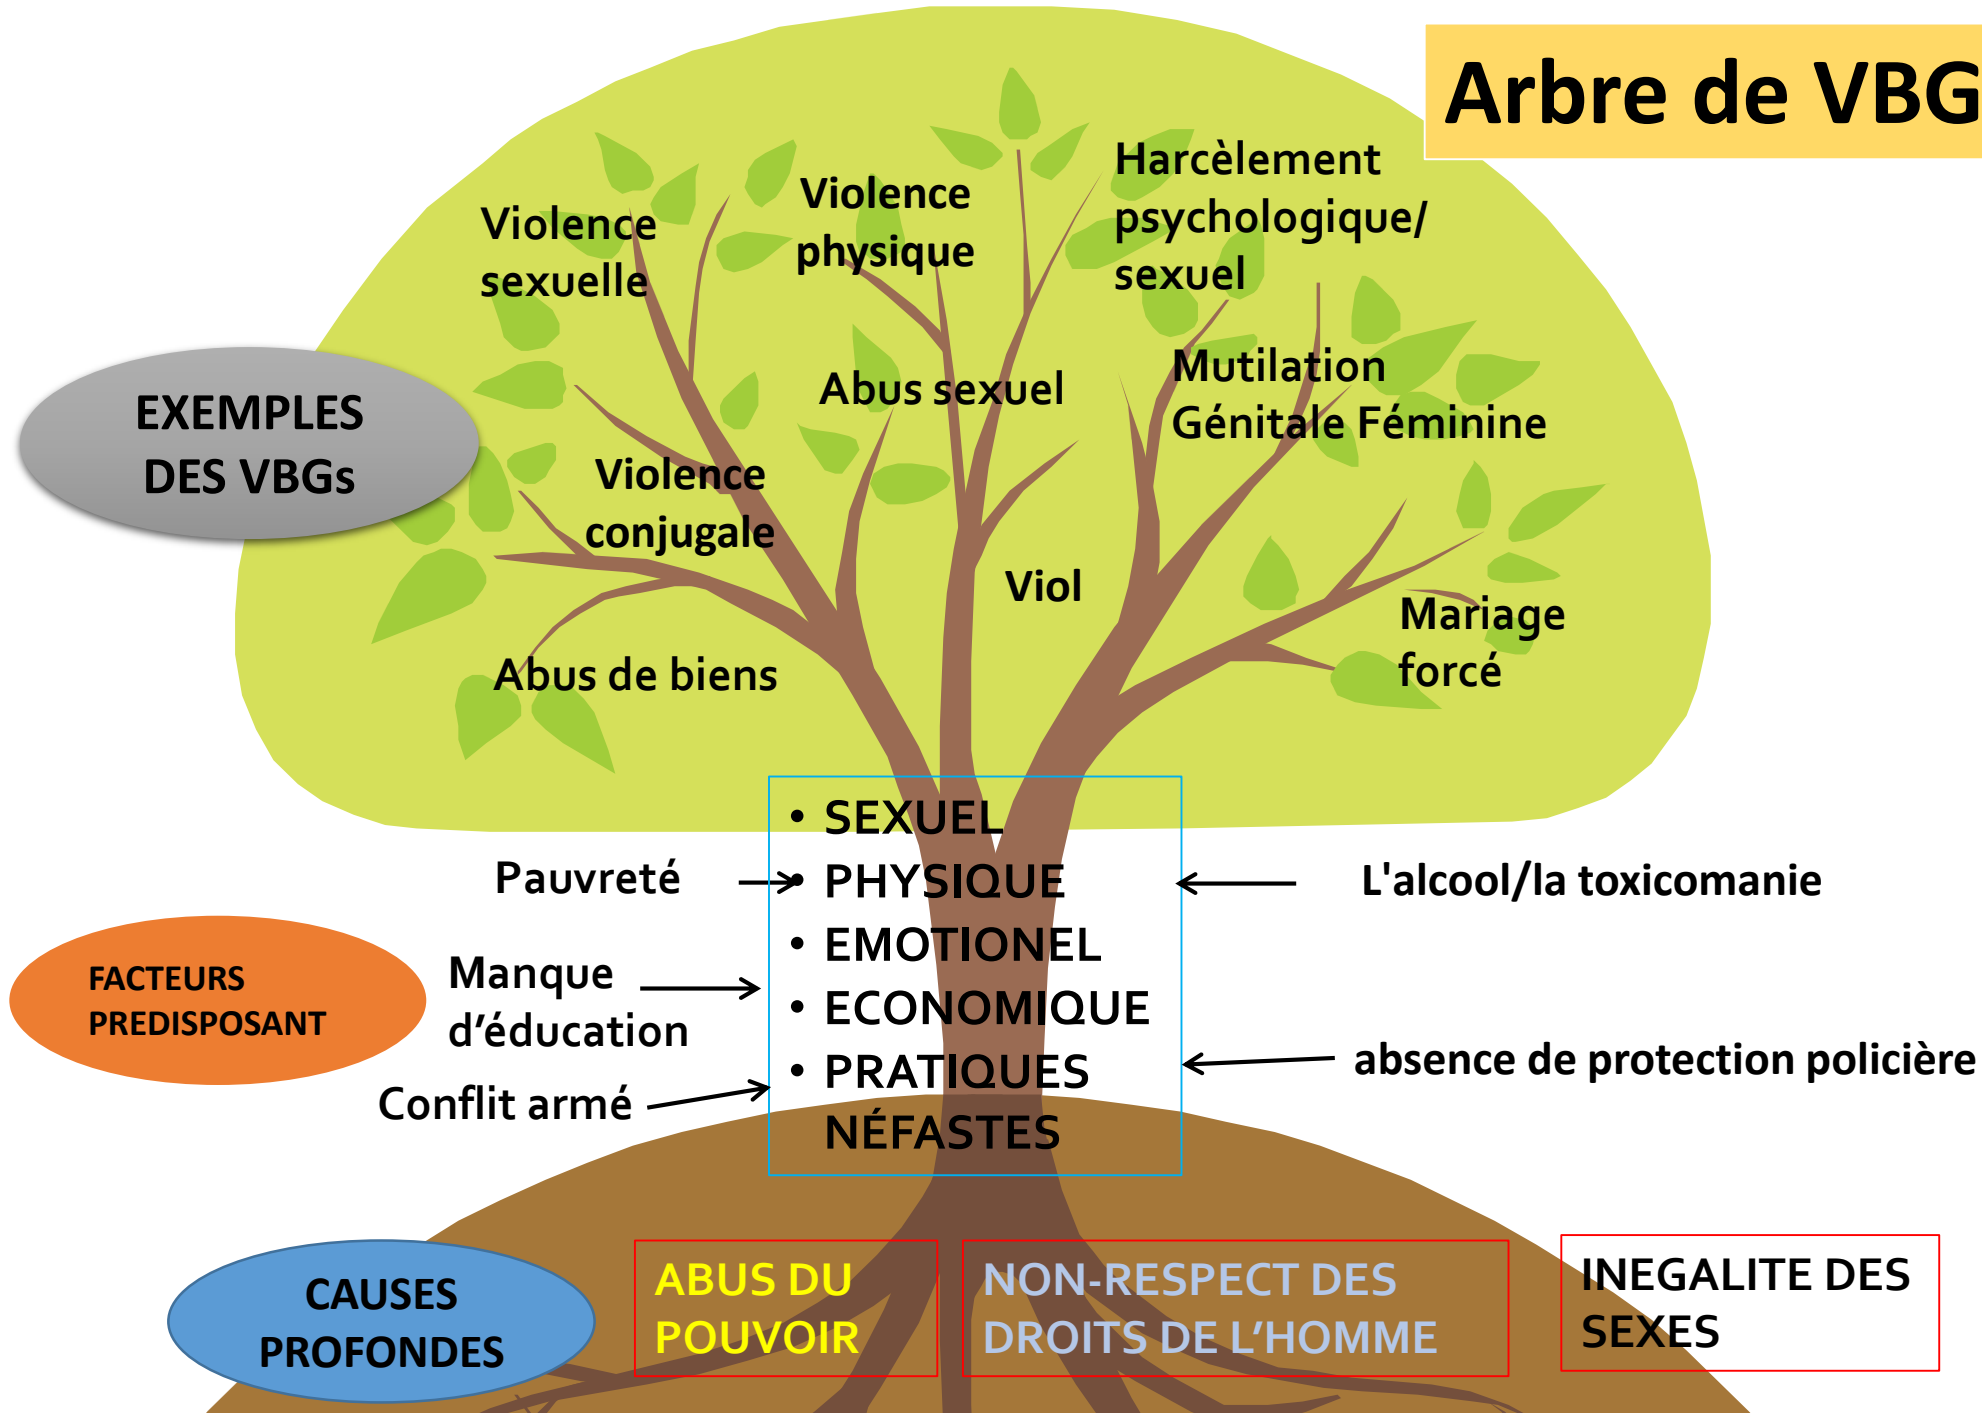 Arbre de VBG
Harcèlement
psychologique/
sexuel
Violence
physique
Violence
sexuelle
Abus sexuel
Mutilation
Génitale Féminine
EXEMPLES
DES VBGs
Violence
conjugale
Viol
Mariage
forcé
Abus de biens
• SEXUEL
• PHYSIQUE
• EMOTIONEL
• ECONOMIQUE
• PRATIQUES
NÉFASTES
Pauvreté
L'alcool/la toxicomanie
FACTEURS
PREDISPOSANT
Manque
d’éducation
absence de protection policière
Conflit armé
CAUSES
PROFONDES
ABUS DU
POUVOIR
NON-RESPECT DES
DROITS DE L’HOMME
INEGALITE DES
SEXES